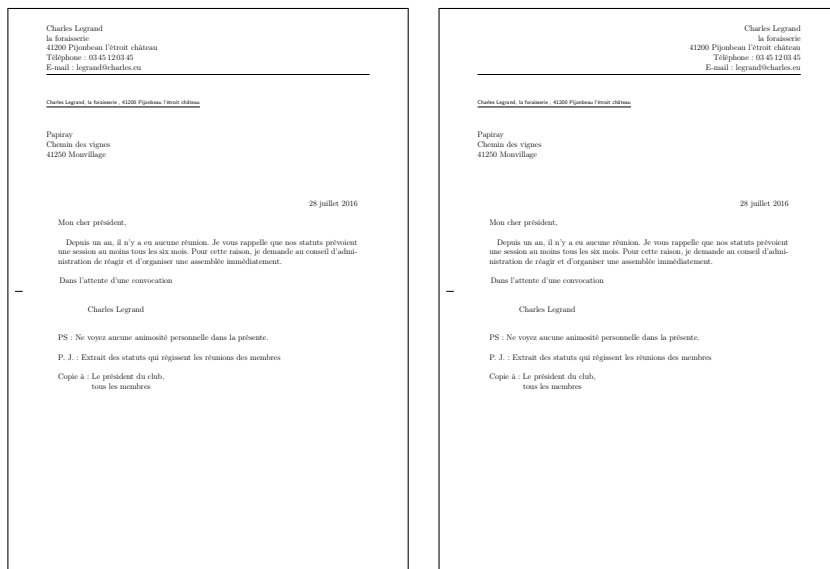 Charles Legrand
la foraisserie
41200 Pijonbeau l'étroit château
Téléphone : 03 45 12 03 45
E-mail : legrand@charles.eu
Charles Legrand, la foraisserie , 41200 Pijonbeau l'étroit château
Papiray
Chemin des vignes
41250 Monvillage
28 juillet 2016
Mon cher président,
Depuis un an, il n'y a eu aucune réunion. Je vous rappelle que nos statuts prévoient
une session au moins tous les six mois. Pour cette raison, je demande au conseil d'admi-
nistration de réagir et d'organiser une assemblée immédiatement.
Dans l'attente d'une convocation
Charles Legrand
PS : Ne voyez aucune animosité personnelle dans la présente.
P. J. : Extrait des statuts qui régissent les réunions des membres
Copie à : Le président du club,
tous les membres
Charles Legrand
la foraisserie
41200 Pijonbeau l'étroit château
Téléphone : 03 45 12 03 45
E-mail : legrand@charles.eu
Charles Legrand, la foraisserie , 41200 Pijonbeau l'étroit château
Papiray
Chemin des vignes
41250 Monvillage
28 juillet 2016
Mon cher président,
Depuis un an, il n'y a eu aucune réunion. Je vous rappelle que nos statuts prévoient
une session au moins tous les six mois. Pour cette raison, je demande au conseil d'admi-
nistration de réagir et d'organiser une assemblée immédiatement.
Dans l'attente d'une convocation
Charles Legrand
PS : Ne voyez aucune animosité personnelle dans la présente.
P. J. : Extrait des statuts qui régissent les réunions des membres
Copie à : Le président du club,
tous les membres